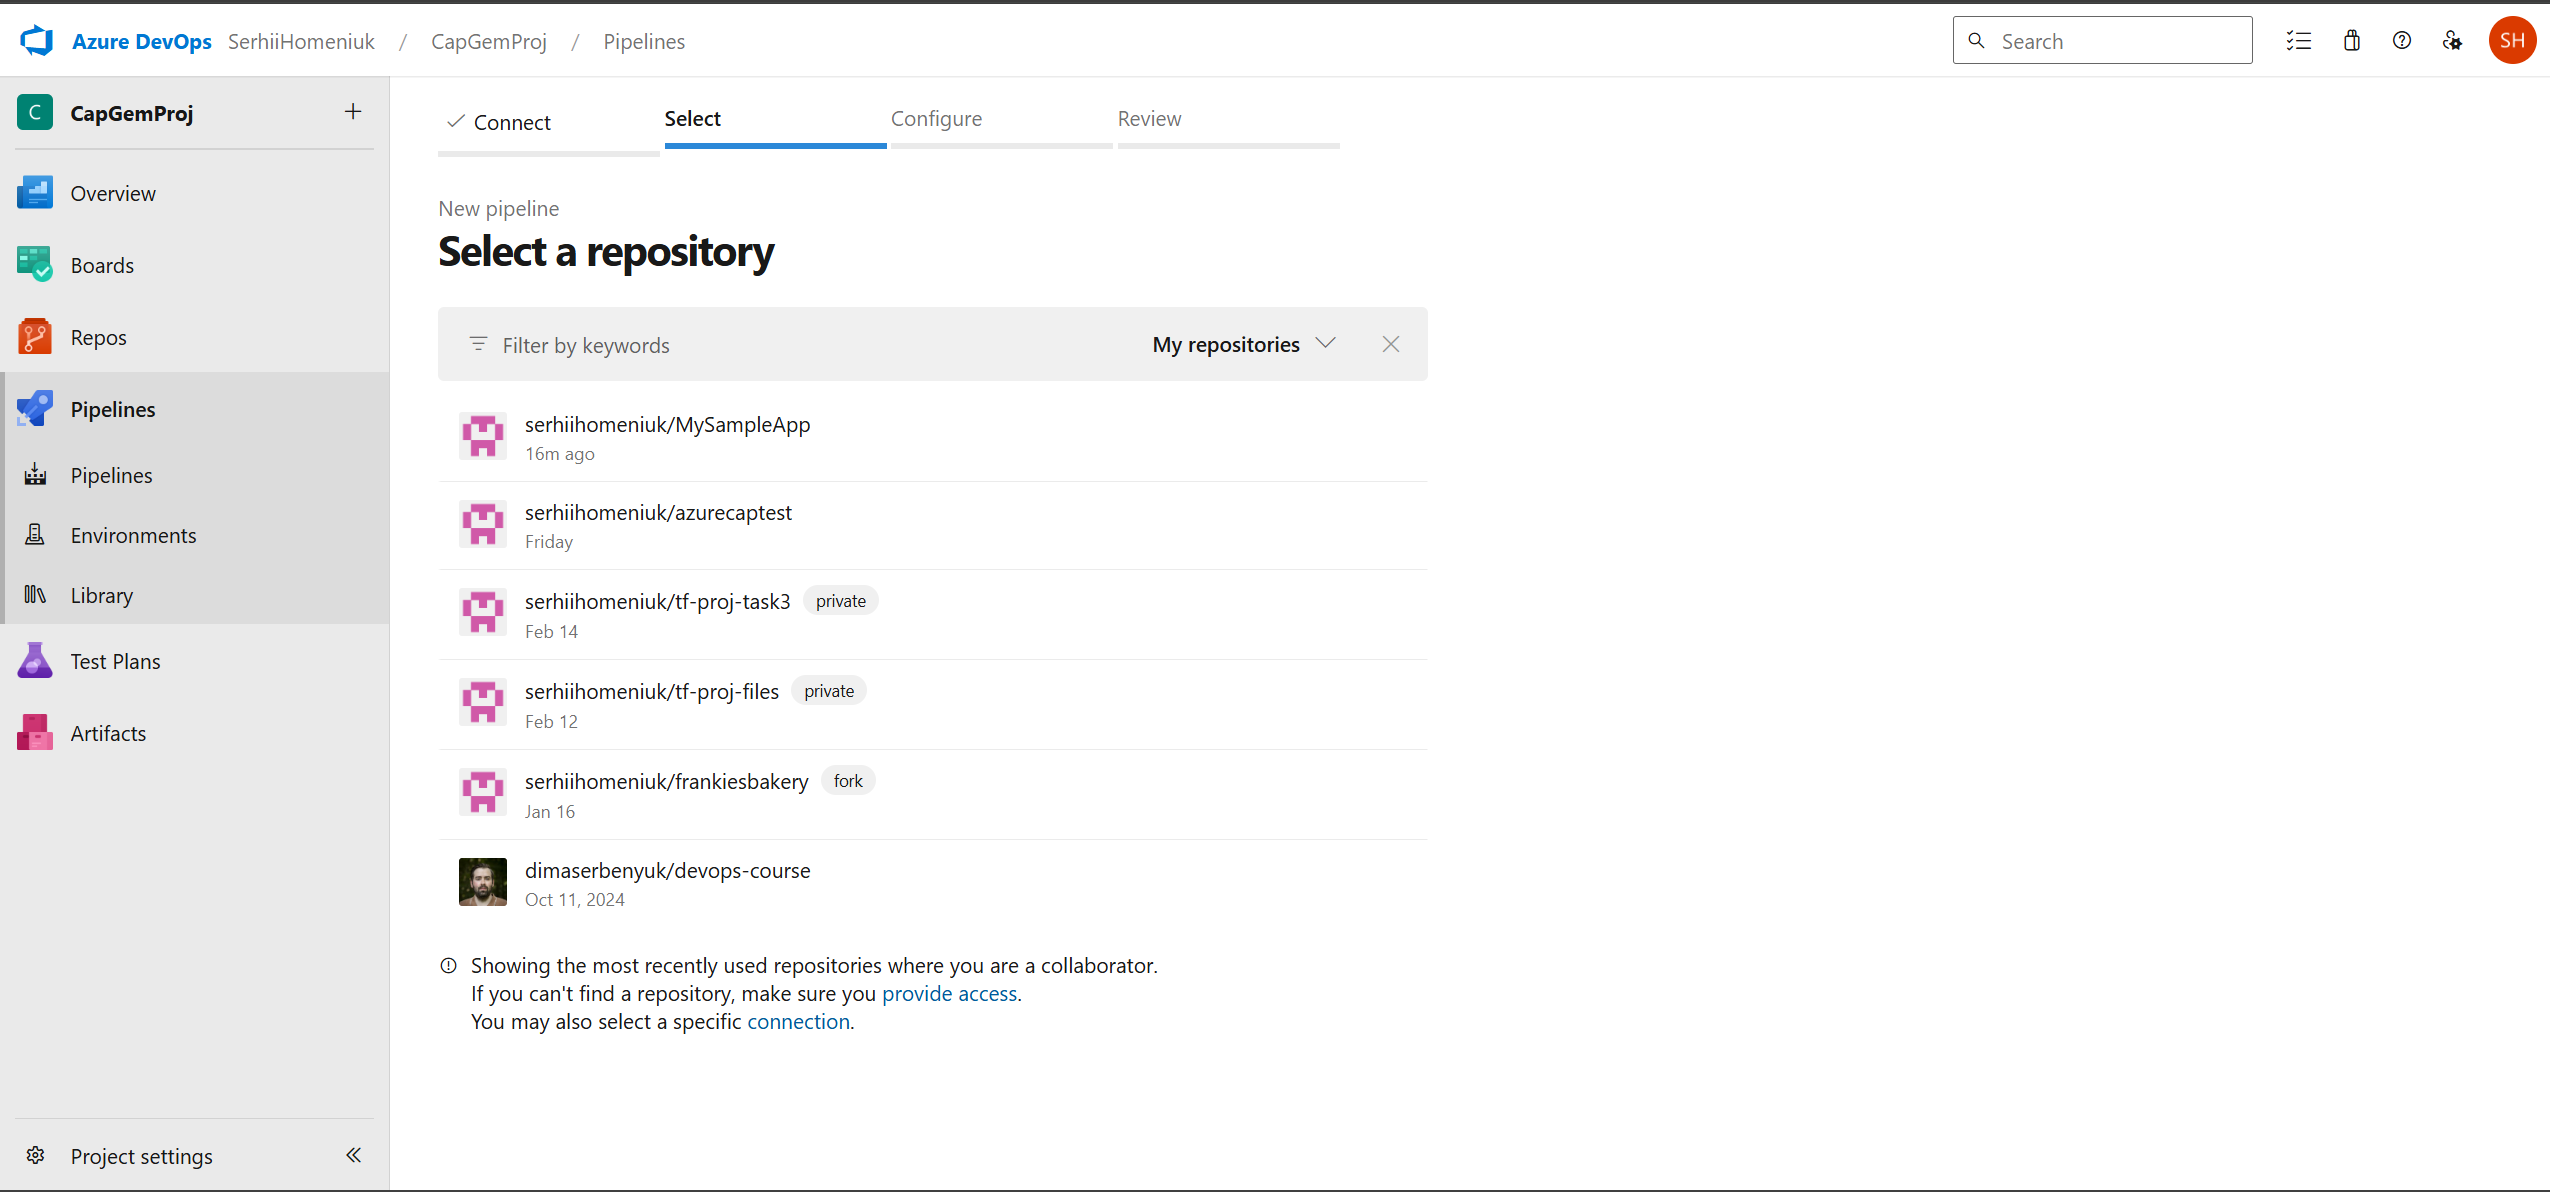 Azure DevOps SerhiiHomeniuk / CapGemProj / Pipelines
Search
SH
C CapGemProj
Overview
Boards
Repos
Pipelines
Pipelines
Environments
Library
Test Plans
Artifacts
Project settings
Connect
Select
Configure
Review
New pipeline
Select a repository
Filter by keywords
My repositories
serhiihomeniuk/MySampleApp
16m ago
serhiihomeniuk/azurecaptest
Friday
serhiihomeniuk/tf-proj-task3 private
Feb 14
serhiihomeniuk/tf-proj-files private
Feb 12
serhiihomeniuk/frankiesbakery fork
Jan 16
dimaserbenyuk/devops-course
Oct 11, 2024
Showing the most recently used repositories where you are a collaborator.
If you can't find a repository, make sure you provide access.
You may also select a specific connection.